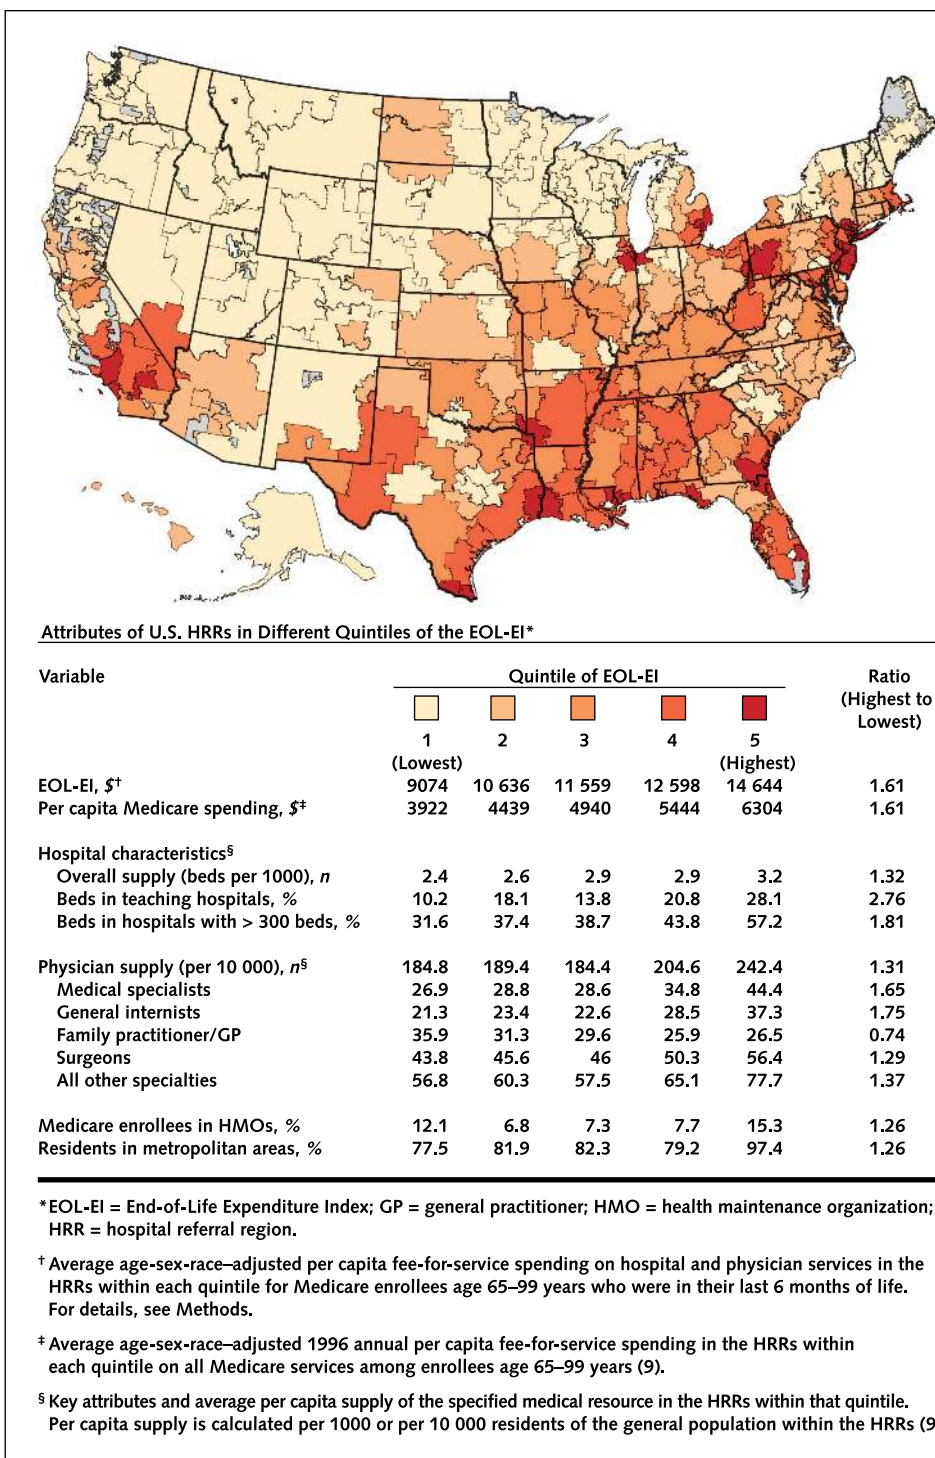 Attributes of U.S. HRRs in Different Quintiles of the EOL-EI*
Variable Quintile of EOL-EI Ratio (Highest to Lowest)
1 (Lowest) 2 3 4 5 (Highest)
EOL-EI, $† 9074 10 636 11 559 12 598 14 644 1.61
Per capita Medicare spending, $‡ 3922 4439 4940 5444 6304 1.61
Hospital characteristics§
Overall supply (beds per 1000), n 2.4 2.6 2.9 2.9 3.2 1.32
Beds in teaching hospitals, % 10.2 18.1 13.8 20.8 28.1 2.76
Beds in hospitals with > 300 beds, % 31.6 37.4 38.7 43.8 57.2 1.81
Physician supply (per 10 000), n§ 184.8 189.4 184.4 204.6 242.4 1.31
Medical specialists 26.9 28.8 28.6 34.8 44.4 1.65
General internists 21.3 23.4 22.6 28.5 37.3 1.75
Family practitioner/GP 35.9 31.3 29.6 25.9 26.5 0.74
Surgeons 43.8 45.6 46 50.3 56.4 1.29
All other specialties 56.8 60.3 57.5 65.1 77.7 1.37
Medicare enrollees in HMOs, % 12.1 6.8 7.3 7.7 15.3 1.26
Residents in metropolitan areas, % 77.5 81.9 82.3 79.2 97.4 1.26
*EOL-EI = End-of-Life Expenditure Index; GP = general practitioner; HMO = health maintenance organization;
HRR = hospital referral region.
† Average age-sex-race–adjusted per capita fee-for-service spending on hospital and physician services in the
HRRs within each quintile for Medicare enrollees age 65–99 years who were in their last 6 months of life.
For details, see Methods.
‡ Average age-sex-race–adjusted 1996 annual per capita fee-for-service spending in the HRRs within
each quintile on all Medicare services among enrollees age 65–99 years (9).
§ Key attributes and average per capita supply of the specified medical resource in the HRRs within that quintile.
Per capita supply is calculated per 1000 or per 10 000 residents of the general population within the HRRs (9